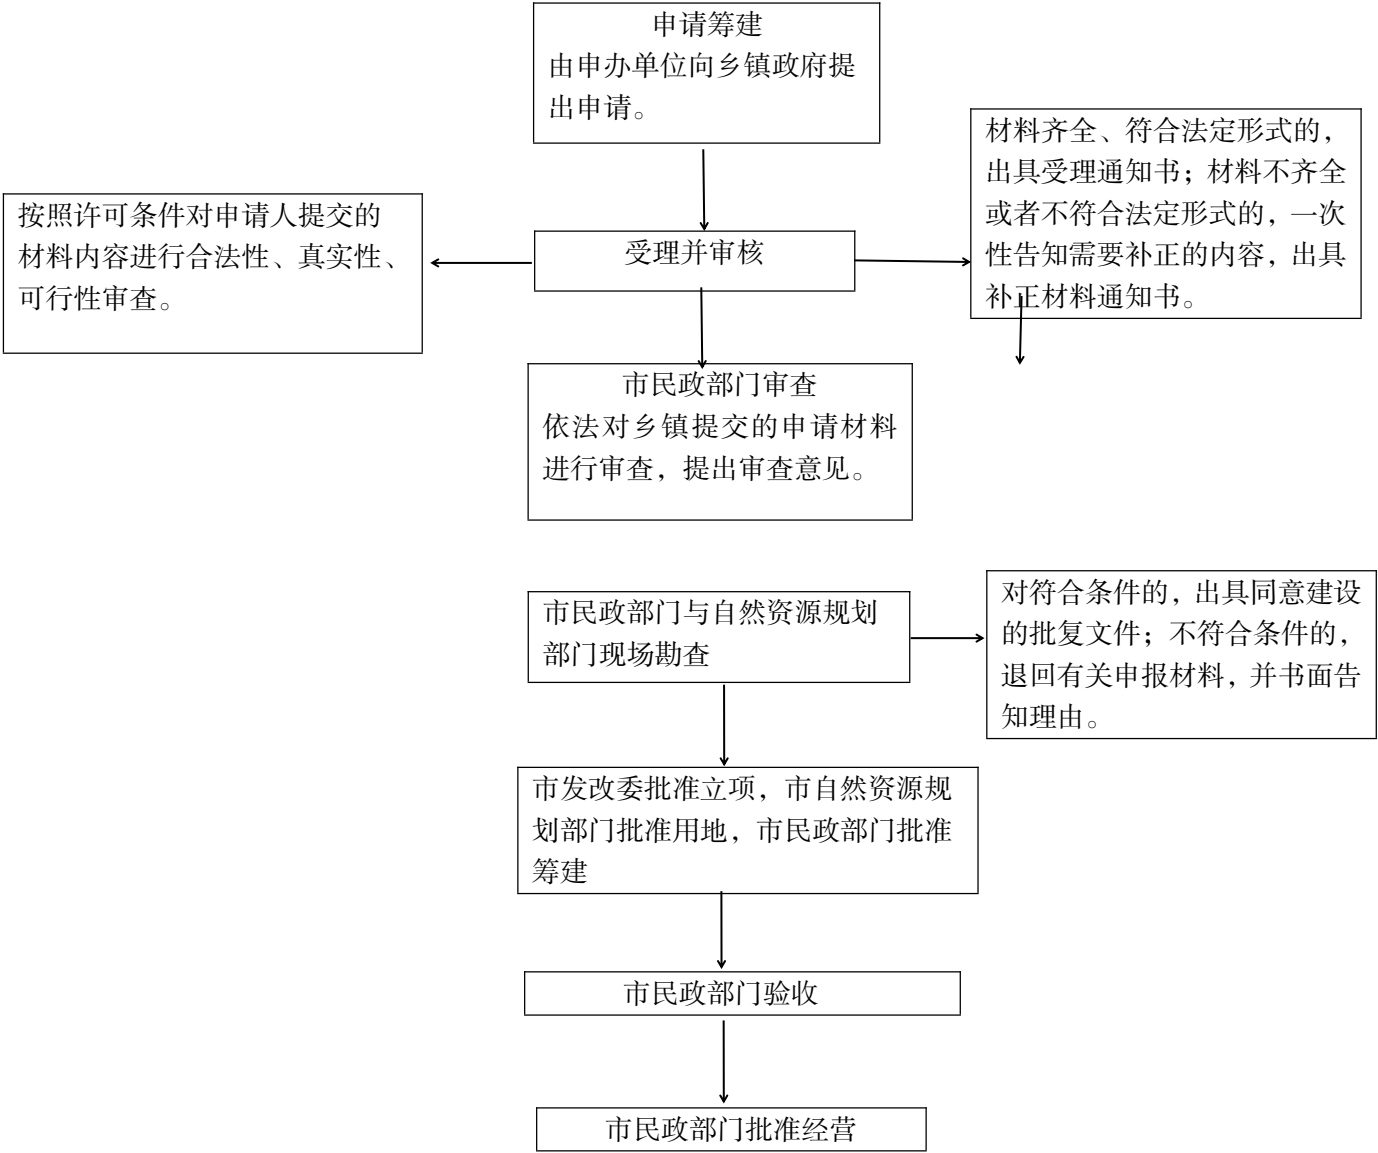 申请筹建
由申办单位向乡镇政府提
出申请。
材料齐全、符合法定形式的，
出具受理通知书；材料不齐全
或者不符合法定形式的，一次
性告知需要补正的内容，出具
补正材料通知书。
按照许可条件对申请人提交的
材料内容进行合法性、真实性、
可行性审查。
受理并审核
市民政部门审查
依法对乡镇提交的申请材料
进行审查，提出审查意见。
市民政部门与自然资源规划
部门现场勘查
对符合条件的，出具同意建设
的批复文件；不符合条件的，
退回有关申报材料，并书面告
知理由。
市发改委批准立项，市自然资源规
划部门批准用地，市民政部门批准
筹建
市民政部门验收
市民政部门批准经营